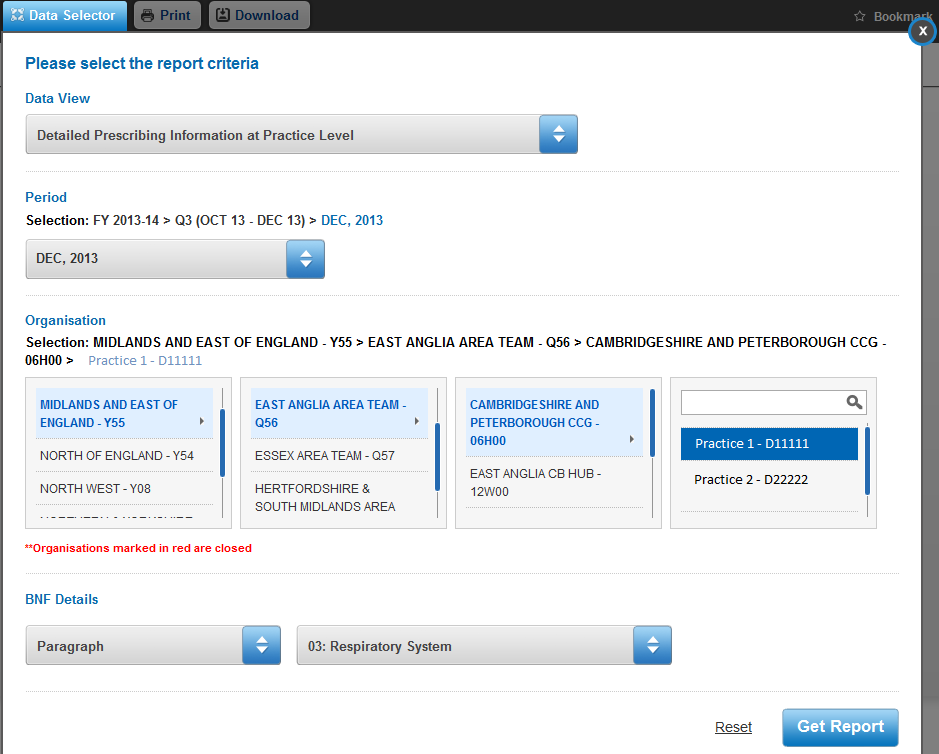 Data Selector Print Download Bookmark
X
Please select the report criteria
Data View
Detailed Prescribing Information at Practice Level
Period
Selection: FY 2013-14 > Q3 (OCT 13 - DEC 13) > DEC, 2013
DEC, 2013
Organisation
Selection: MIDLANDS AND EAST OF ENGLAND - Y55 > EAST ANGLIA AREA TEAM - Q56 > CAMBRIDGESHIRE AND PETERBOROUGH CCG -
06H00 > Practice 1 - D11111
MIDLANDS AND EAST OF
ENGLAND - Y55
NORTH OF ENGLAND - Y54
NORTH WEST - Y08
EAST ANGLIA AREA TEAM -
Q56
ESSEX AREA TEAM - Q57
HERTFORDSHIRE &
SOUTH MIDLANDS AREA
CAMBRIDGESHIRE AND
PETERBOROUGH CCG -
06H00
EAST ANGLIA CB HUB -
12W00
Practice 1 - D11111
Practice 2 - D22222
**Organisations marked in red are closed
BNF Details
Paragraph 03: Respiratory System
Reset Get Report